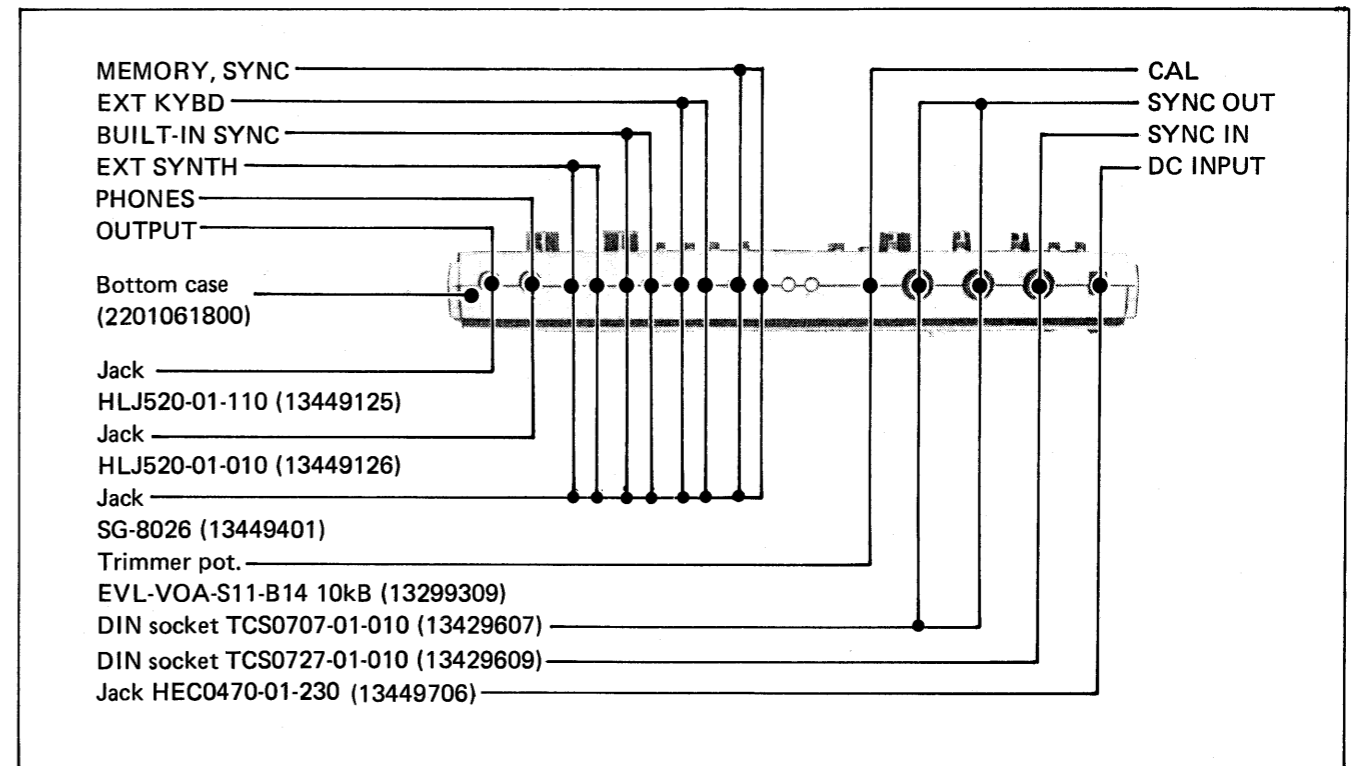 MEMORY, SYNC
EXT KYBD
BUILT-IN SYNC
EXT SYNTH
PHONES
OUTPUT
Bottom case
(2201061800)
Jack
HLJ520-01-110 (13449125)
Jack
HLJ520-01-010 (13449126)
Jack
SG-8026 (13449401)
Trimmer pot.
EVL-VOA-S11-B14 10kB (13299309)
DIN socket TCS0707-01-010 (13429607)
DIN socket TCS0727-01-010 (13429609)
Jack HEC0470-01-230 (13449706)
CAL
SYNC OUT
SYNC IN
DC INPUT